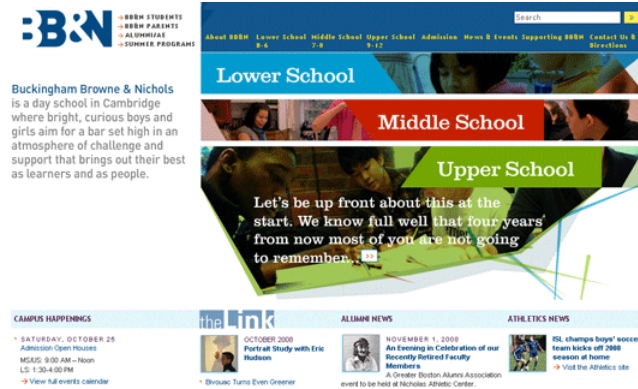 BB&N
BB&N STUDENTS
BB&N PARENTS
ALUMNI/AE
SUMMER PROGRAMS
Search
About BB&N Lower School Middle School Upper School Admission News & Events Supporting BB&N Contact Us &
B-6 7-8 9-12 Directions
Buckingham Browne & Nichols
is a day school in Cambridge
where bright, curious boys and
girls aim for a bar set high in an
atmosphere of challenge and
support that brings out their best
as learners and as people.
Lower School
Middle School
Upper School
Let's be up front about this at the
start. We know full well that four years
from now most of you are not going
to remember... >>
CAMPUS HAPPENINGS
SATURDAY, OCTOBER 25
Admission Open Houses
MS/US: 9:00 AM – Noon
LS: 1:30-4:00 PM
View full events calendar
the Link
OCTOBER 2008
Portrait Study with Eric
Hudson
Bivouac Turns Even Greener
ALUMNI NEWS
NOVEMBER 1, 2008
An Evening in Celebration of our
Recently Retired Faculty
Members
A Greater Boston Alumni Association
event to be held at Nicholas Athletic Center.
ATHLETICS NEWS
ISL champs boys' socce
team kicks off 2008
season at home
Visit the Athletics site